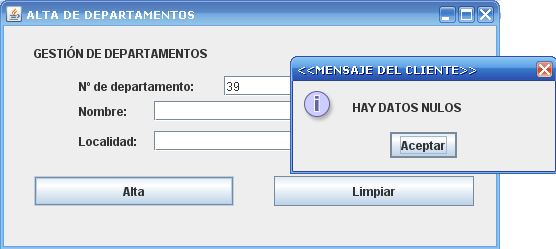 ALTA DE DEPARTAMENTOS
GESTIÓN DE DEPARTAMENTOS
Nº de departamento: 39
Nombre:
Localidad:
Alta
Limpiar
<<MENSAJE DEL CLIENTE>>
HAY DATOS NULOS
Aceptar